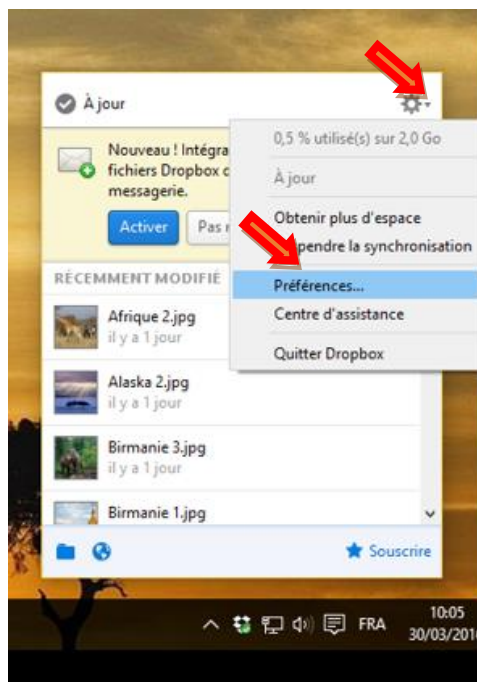 À jour
0,5 % utilisé(s) sur 2,0 Go
À jour
Obtenir plus d'espace
pendre la synchronisation
Préférences...
Centre d'assistance
Quitter Dropbox
Nouveau ! Intégra
fichiers Dropbox
messagerie.
Activer
Pas
RÉCEMMENT MODIFIÉ
Afrique 2.jpg
il y a 1 jour
Alaska 2.jpg
il y a 1 jour
Birmanie 3.jpg
il y a 1 jour
Birmanie 1.jpg
Souscrire
FRA
10:05
30/03/2016